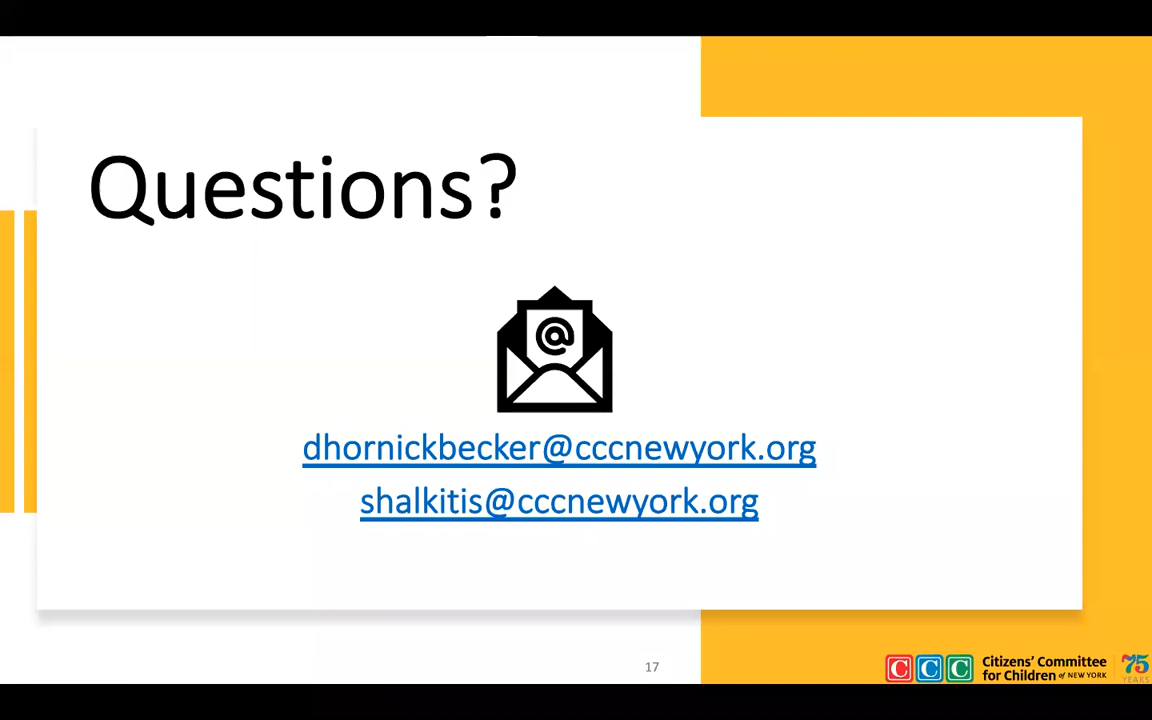 Questions?
@
dhornickbecker@cccnewyork.org
shalkitis@cccnewyork.org
17
CCC
Citizens' Committee
for Children of NEW YORK
75
YEARS